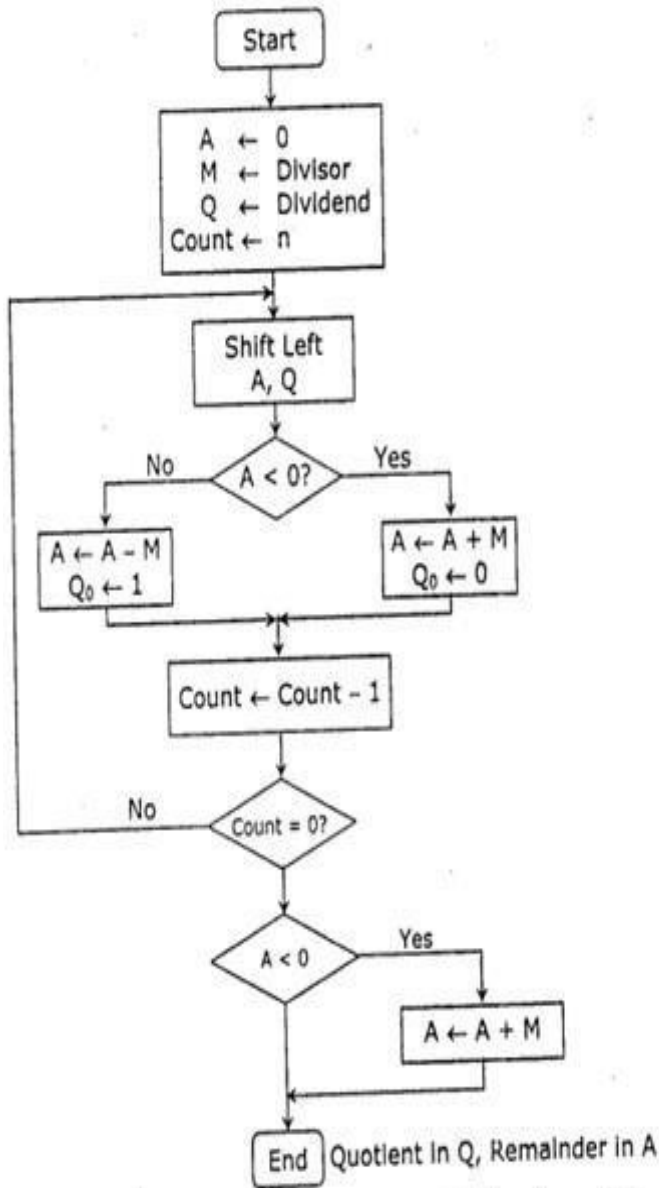 Start
A ← 0
M ← Divisor
Q ← Dividend
Count ← n
Shift Left
A, Q
A < 0?
No
Yes
A ← A – M
Q₀ ← 1
A ← A + M
Q₀ ← 0
Count ← Count – 1
Count = 0?
No
A < 0
Yes
A ← A + M
End
Quotient in Q, Remainder in A